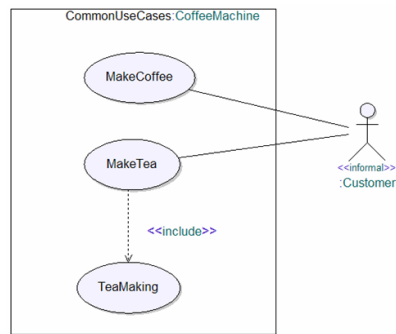 CommonUseCases:CoffeeMachine
MakeCoffee
MakeTea
<<informal>>
:Customer
<<include>>
TeaMaking